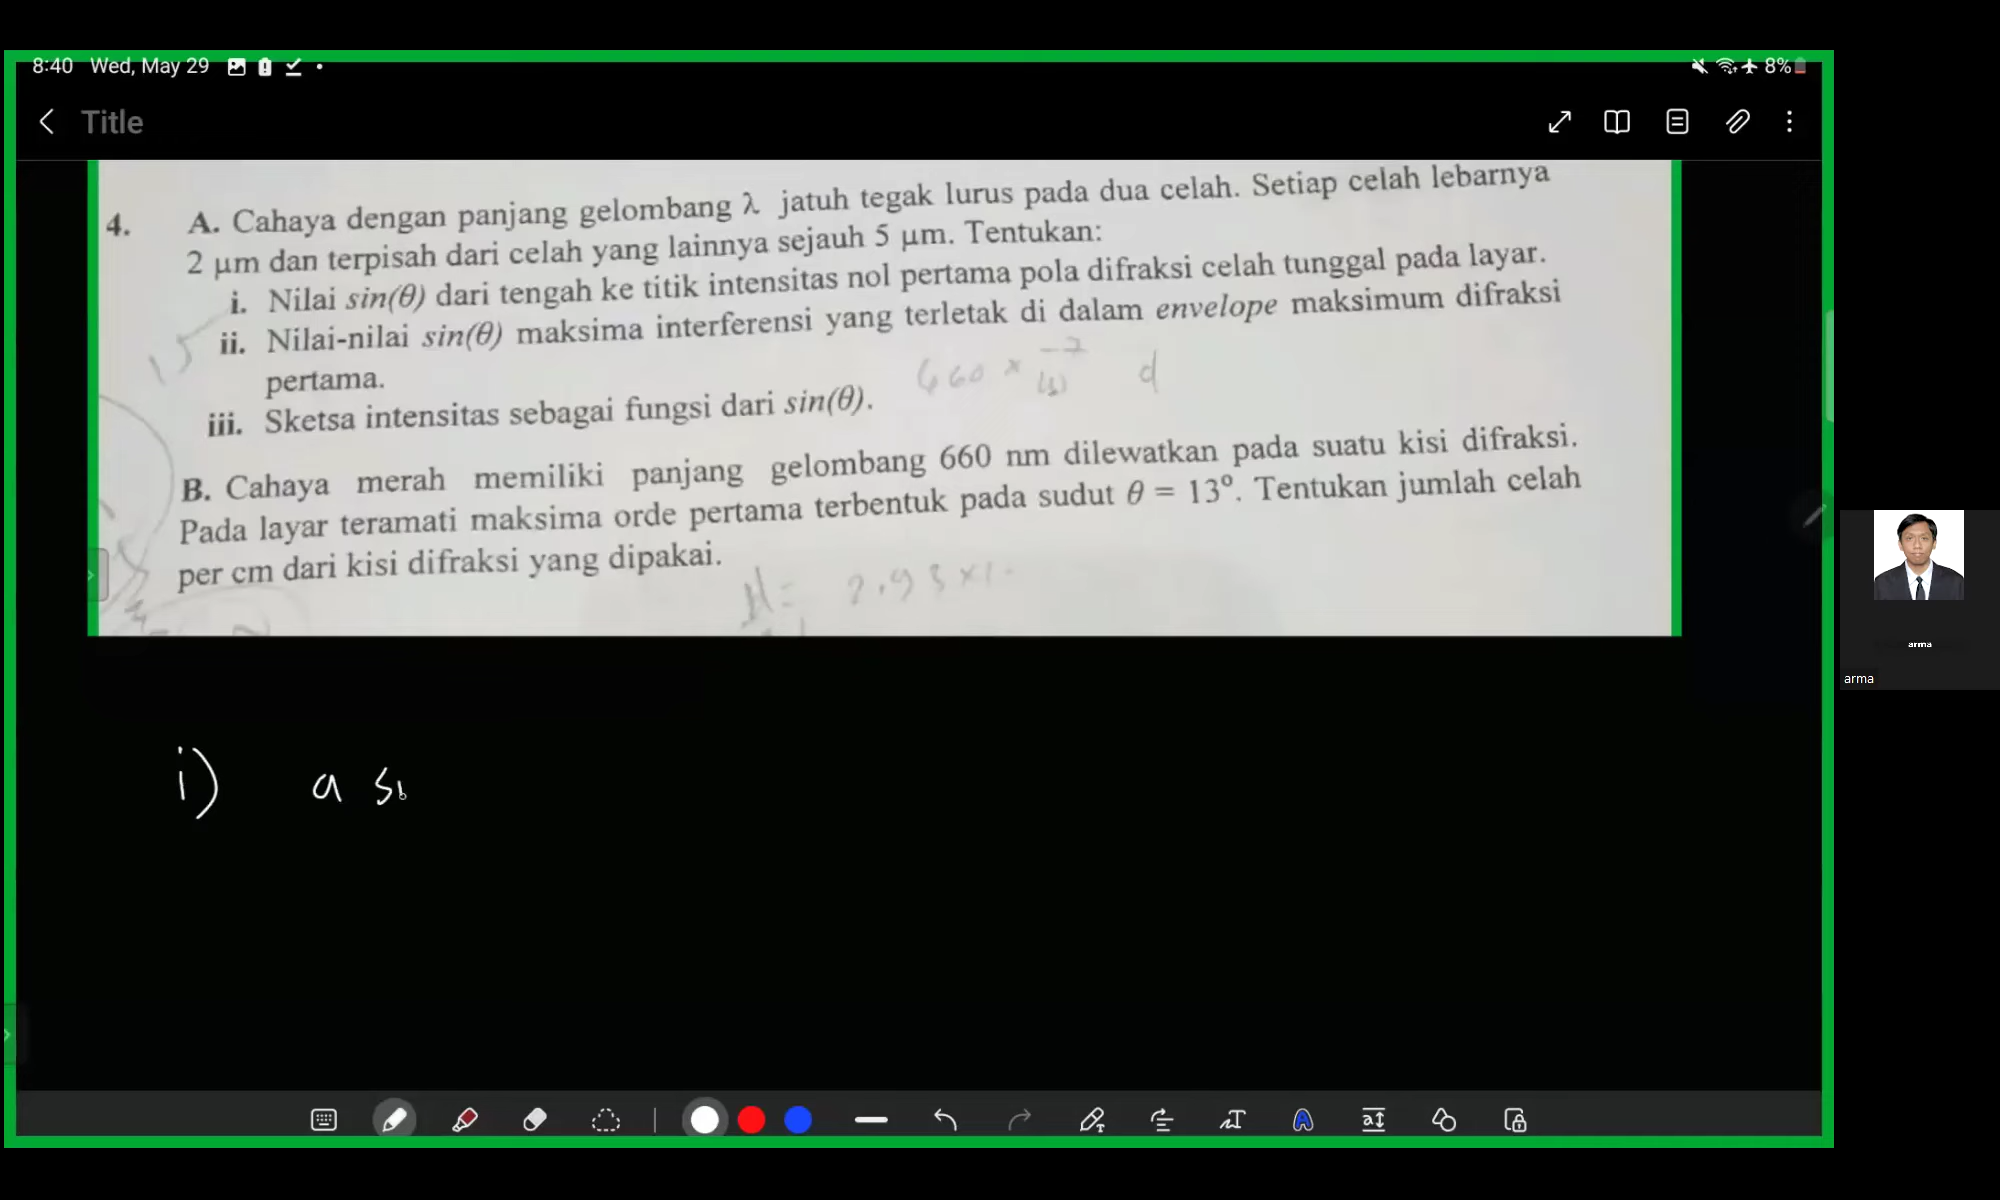 8:40 Wed, May 29
8%
Title
4. A. Cahaya dengan panjang gelombang λ jatuh tegak lurus pada dua celah. Setiap celah lebarnya
2 μm dan terpisah dari celah yang lainnya sejauh 5 μm. Tentukan:
i. Nilai sin(θ) dari tengah ke titik intensitas nol pertama pola difraksi celah tunggal pada layar.
ii. Nilai-nilai sin(θ) maksima interferensi yang terletak di dalam envelope maksimum difraksi
pertama.
660 × d
iii. Sketsa intensitas sebagai fungsi dari sin(θ).
B. Cahaya merah memiliki panjang gelombang 660 nm dilewatkan pada suatu kisi difraksi.
Pada layar teramati maksima orde pertama terbentuk pada sudut θ = 13°. Tentukan jumlah celah
per cm dari kisi difraksi yang dipakai.
i) a si
arma
arma